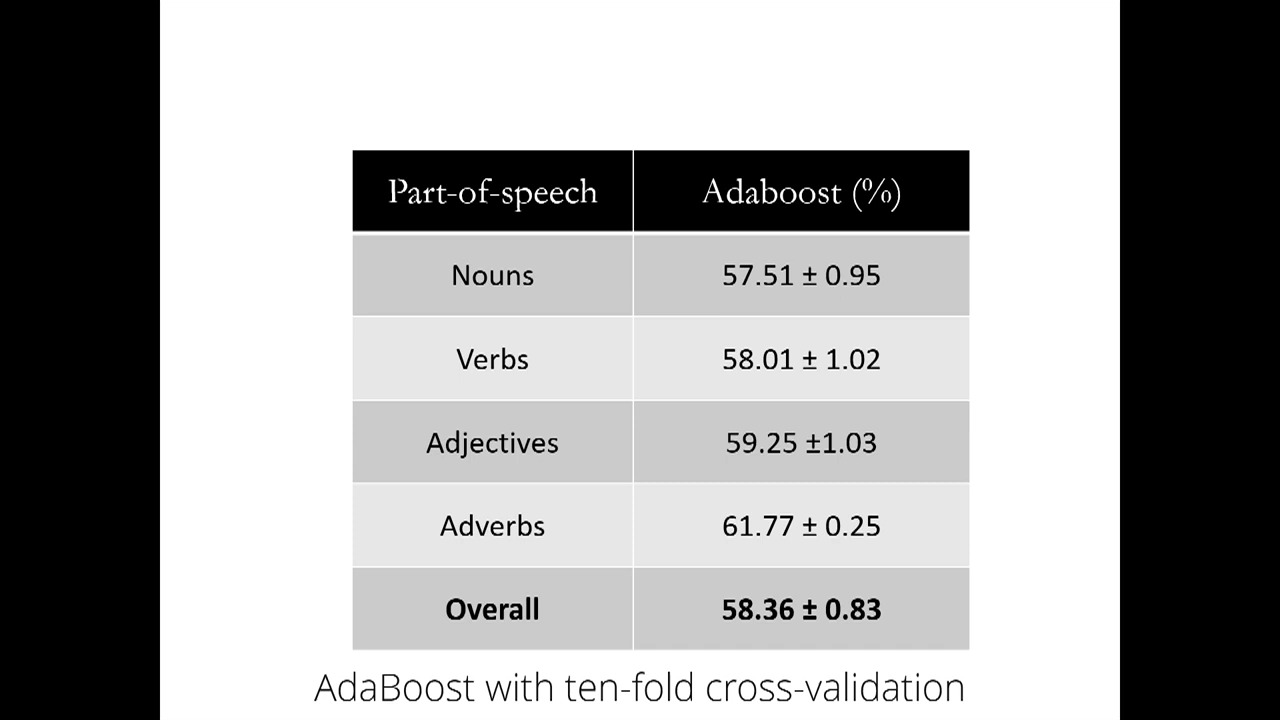 Part-of-speech Adaboost (%)
Nouns 57.51 ± 0.95
Verbs 58.01 ± 1.02
Adjectives 59.25 ±1.03
Adverbs 61.77 ± 0.25
Overall 58.36 ± 0.83
AdaBoost with ten-fold cross-validation